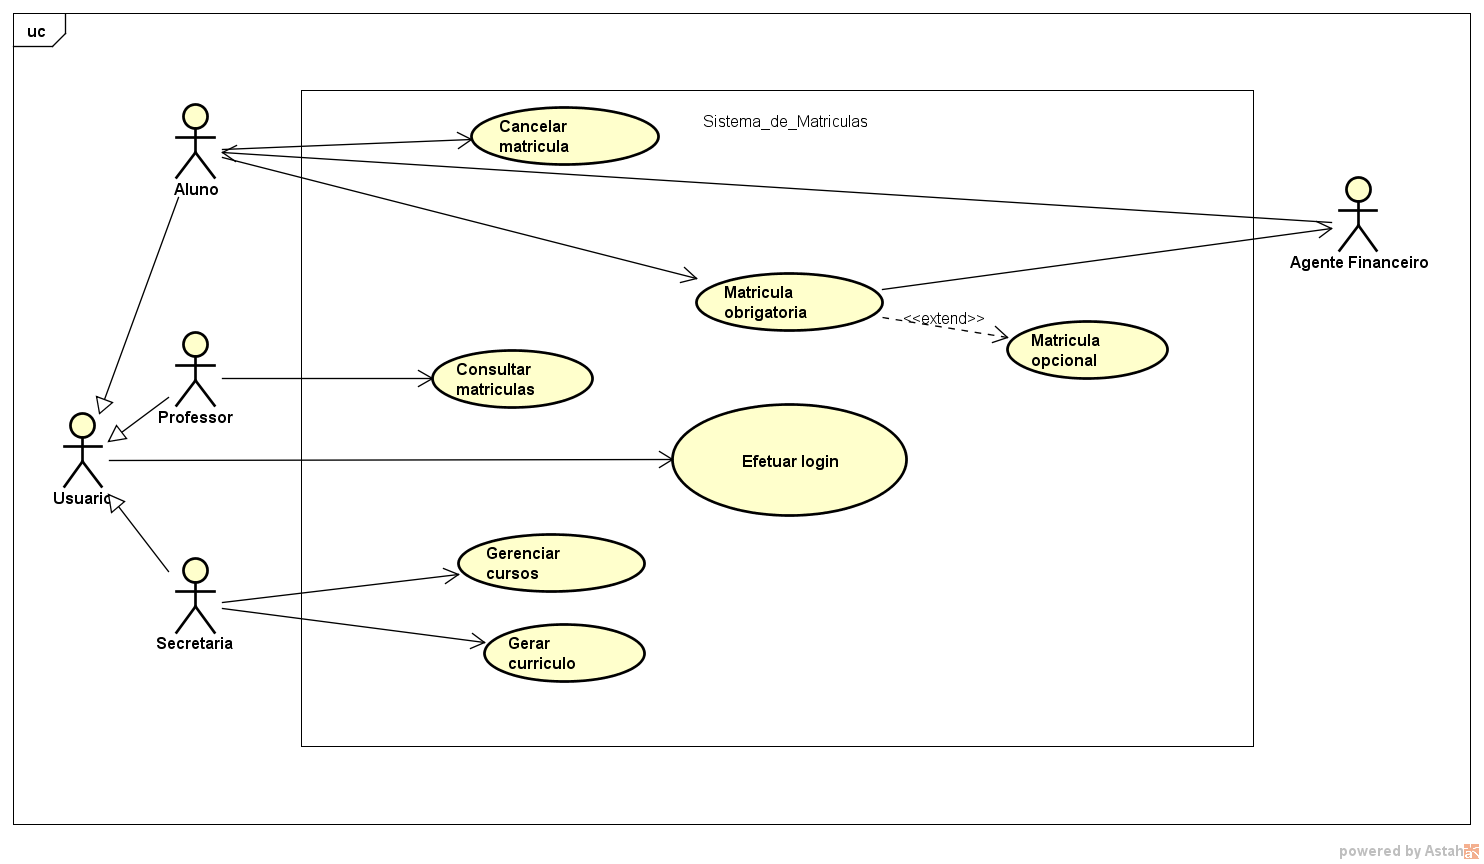 uc
Sistema_de_Matriculas
Cancelar
matricula
Aluno
Agente Financeiro
Matricula
obrigatoria
<<extend>>
Matricula
opcional
Consultar
matriculas
Professor
Efetuar login
Usuario
Gerenciar
cursos
Secretaria
Gerar
curriculo
powered by Astah